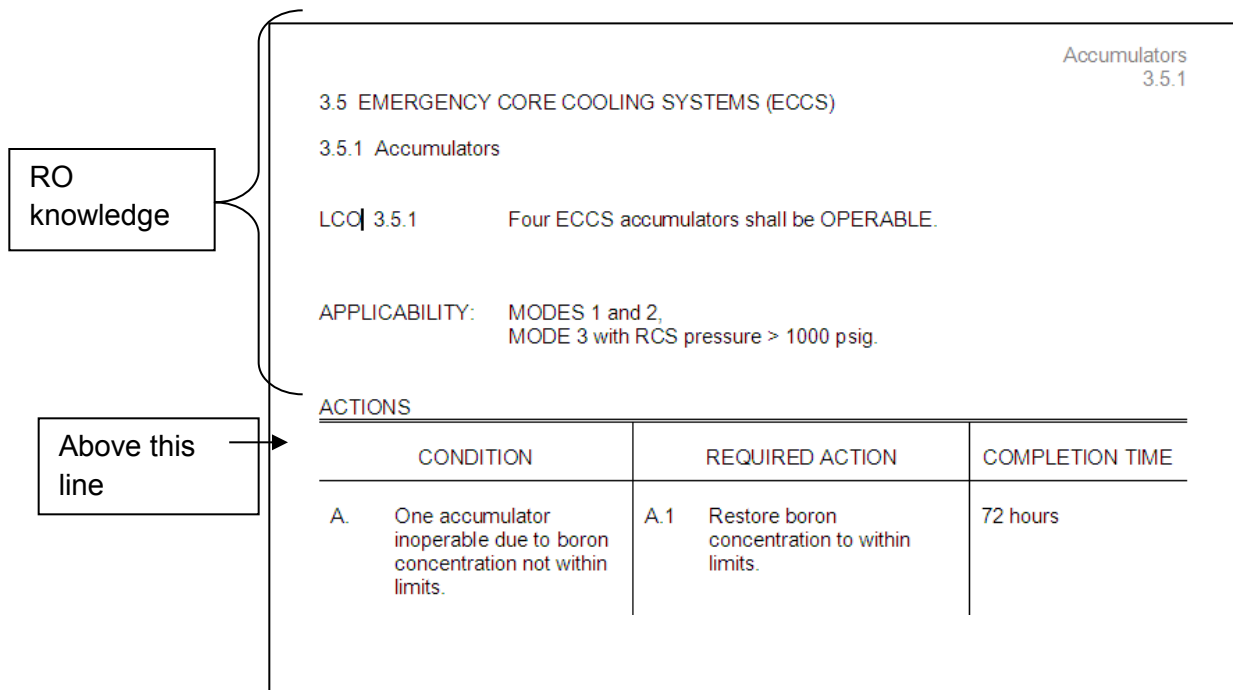 Accumulators
3.5.1
3.5 EMERGENCY CORE COOLING SYSTEMS (ECCS)
3.5.1 Accumulators
RO
knowledge
LCO 3.5.1 Four ECCS accumulators shall be OPERABLE.
APPLICABILITY: MODES 1 and 2,
MODE 3 with RCS pressure > 1000 psig.
ACTIONS
Above this
line
CONDITION REQUIRED ACTION COMPLETION TIME
A. One accumulator
inoperable due to boron
concentration not within
limits.
A.1 Restore boron
concentration to within
limits.
72 hours